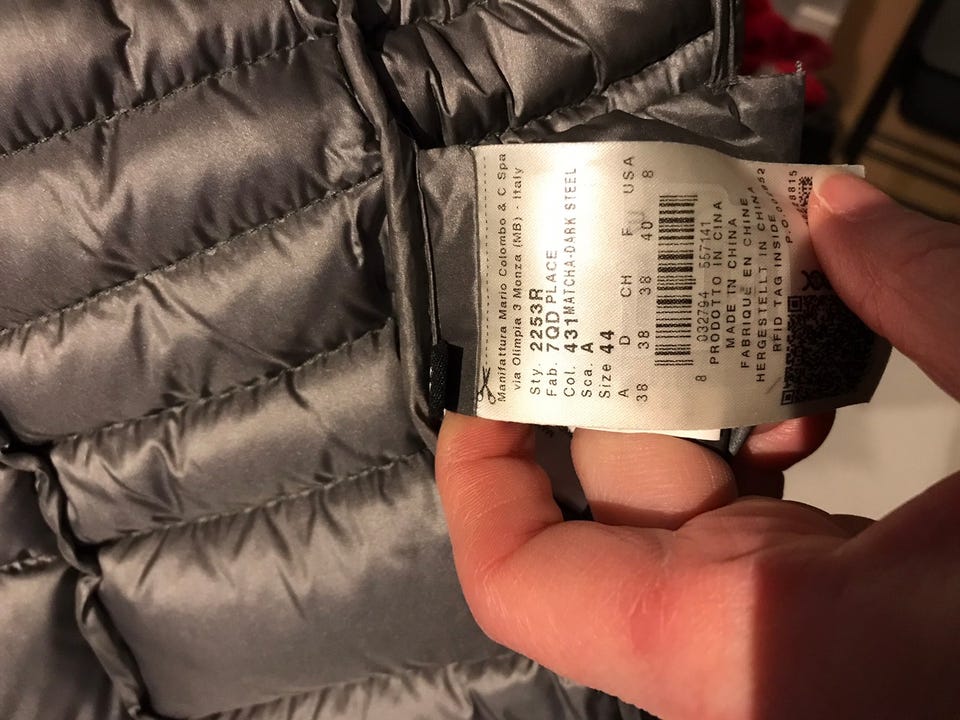 Manifattura Mario Colombo & C Spa
via Olimpia 3 Monza (MB) - Italy
Sty. 2253R
Fab. 7QD PLACE
Col. 431 MATCHA-DARK STEEL
Sca. A
Size 44
A D CH F USA
38 38 38 40 8
8 032794 557141
PRODOTTO IN CINA
MADE IN CHINA
FABRIQUÉ EN CHINE
HERGESTELLT IN CHINA
RFID TAG INSIDE
P.O.